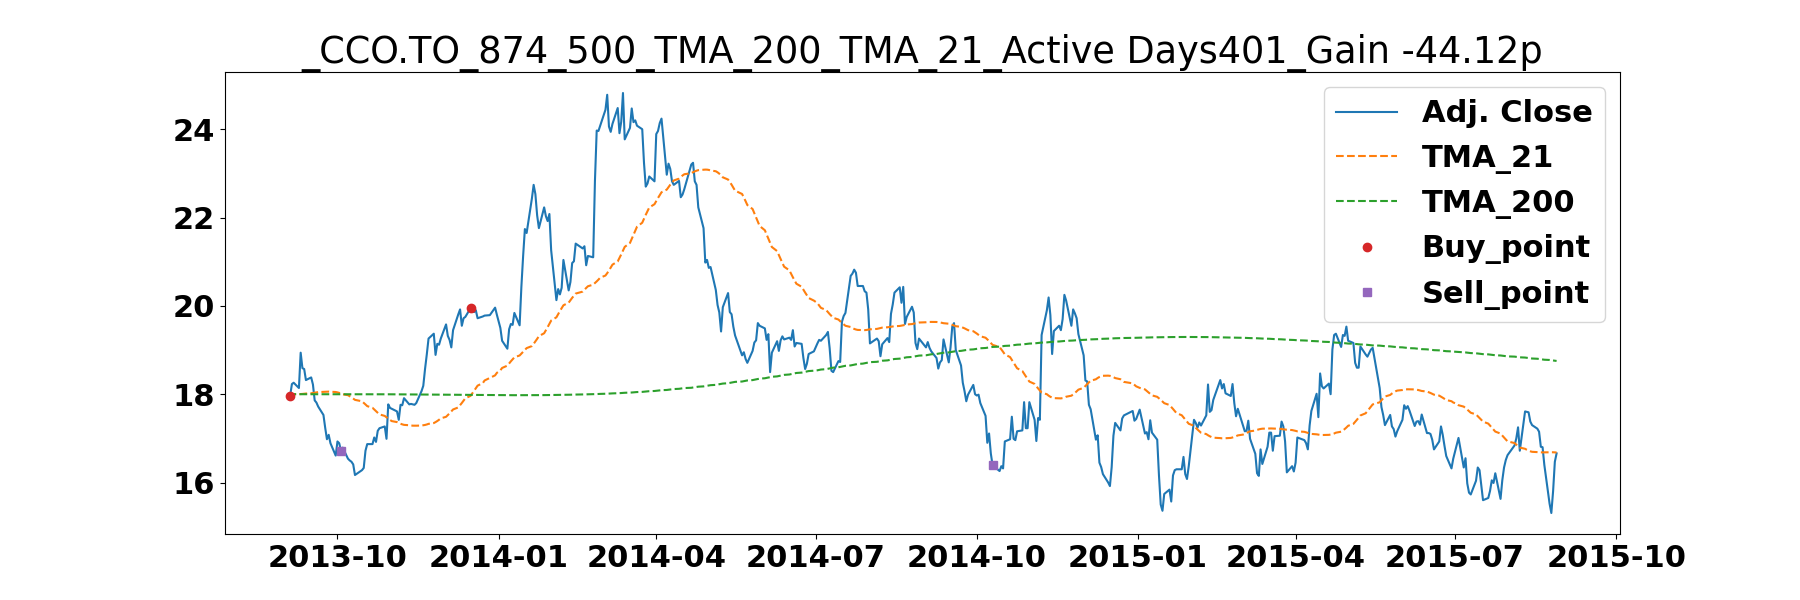 _CCO.TO_874_500_TMA_200_TMA_21_Active Days401_Gain -44.12p
Adj. Close
TMA_21
TMA_200
Buy_point
Sell_point
24
22
20
18
16
2013-10 2014-01 2014-04 2014-07 2014-10 2015-01 2015-04 2015-07 2015-10